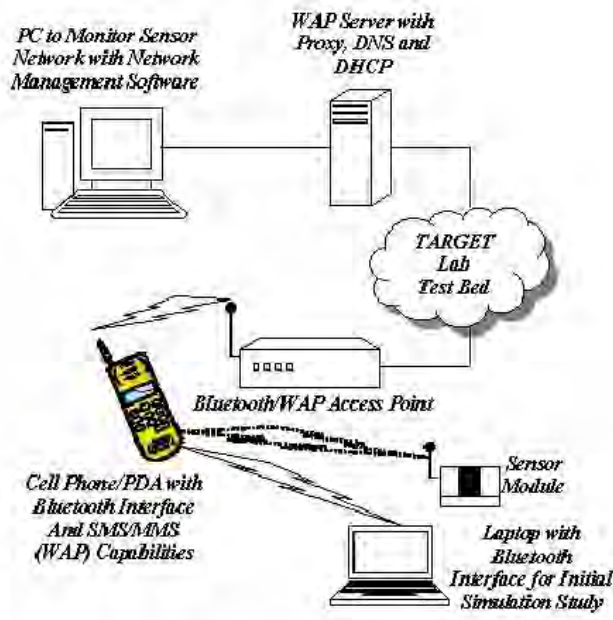 PC to Monitor Sensor
Network with Network
Management Software
WAP Server with
Proxy, DNS and
DHCP
TARGET
Lab
Test Bed
Bluetooth/WAP Access Point
Cell Phone/PDA with
Bluetooth Interface
And SMS/MMS
(WAP) Capabilities
Sensor
Module
Laptop with
Bluetooth
Interface for Initial
Simulation Study